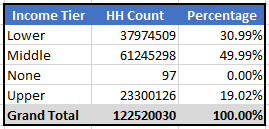 Income Tier HH Count Percentage
Lower 37974509 30.99%
Middle 61245298 49.99%
None 97 0.00%
Upper 23300126 19.02%
Grand Total 122520030 100.00%